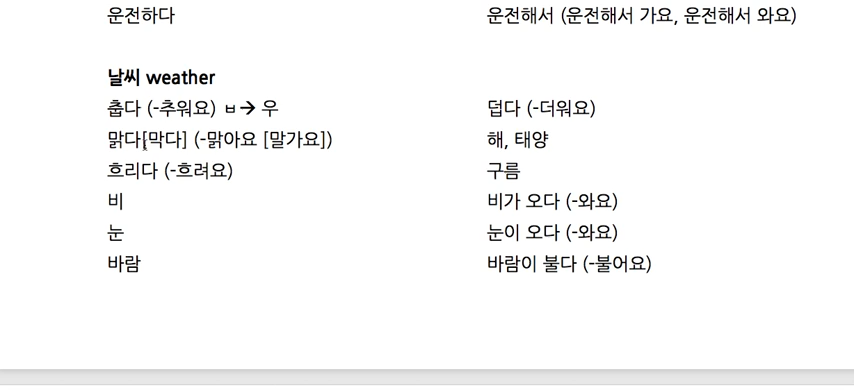 운전하다 운전해서 (운전해서 가요, 운전해서 와요)
날씨 weather
춥다 (-추워요) ㅂ→ 우 덥다 (-더워요)
맑다[막다] (-맑아요 [말가요]) 해, 태양
흐리다 (-흐려요) 구름
비 비가 오다 (-와요)
눈 눈이 오다 (-와요)
바람 바람이 불다 (-불어요)